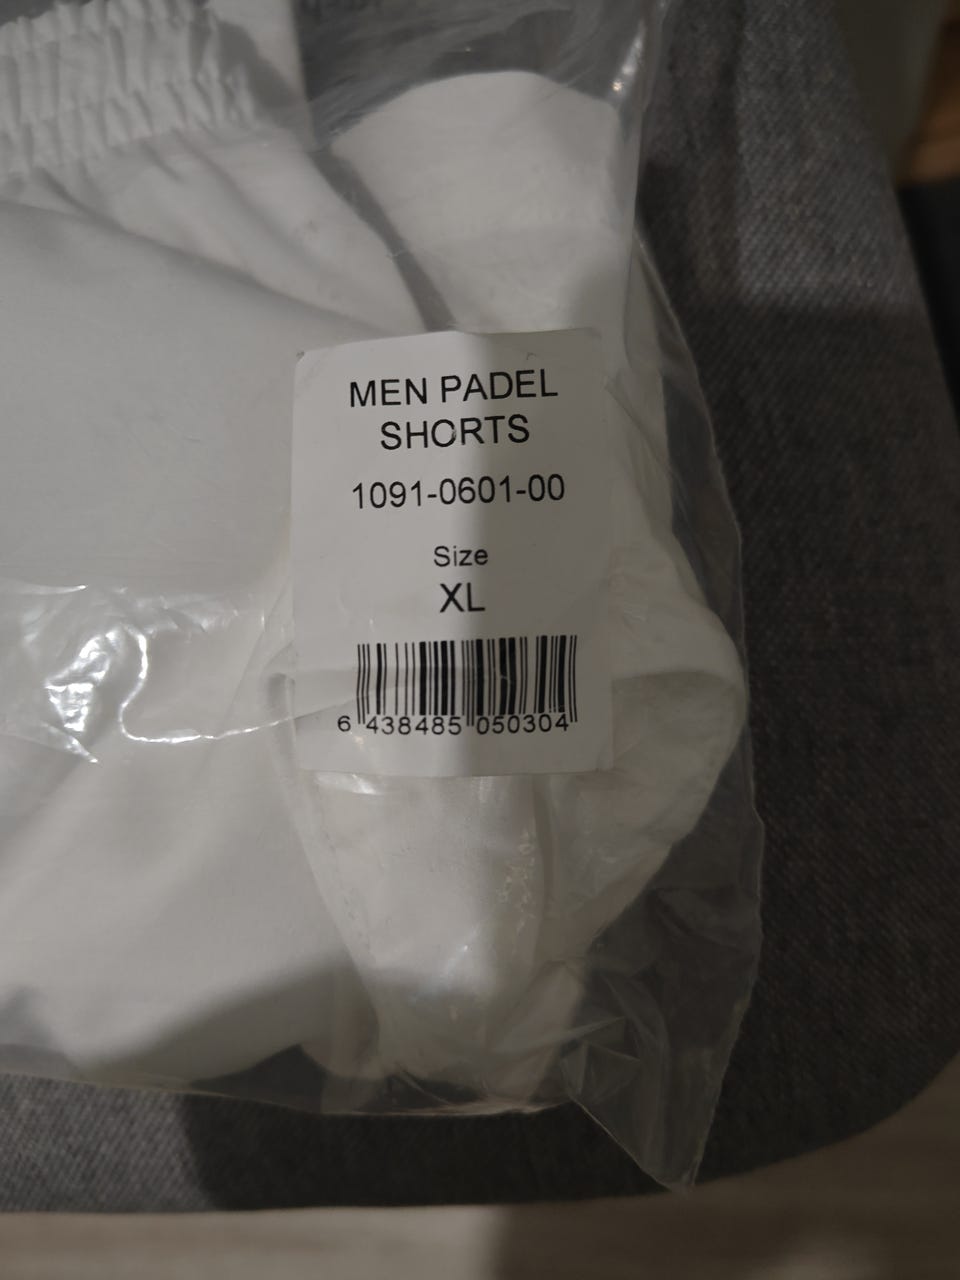 MEN PADEL
SHORTS
1091-0601-00
Size
XL
6 438485 050304